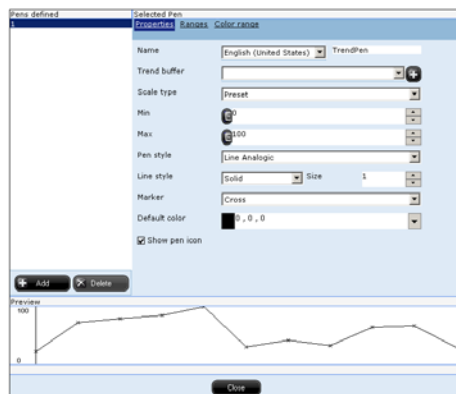 Pens defined
1
Selected Pen
Properties Ranges Color range
Name English (United States) TrendPen
Trend buffer
Scale type Preset
Min 0
Max 100
Pen style Line Analogic
Line style Solid Size 1
Marker Cross
Default color 0 , 0 , 0
Show pen icon
Add Delete
Preview
100
0
Close